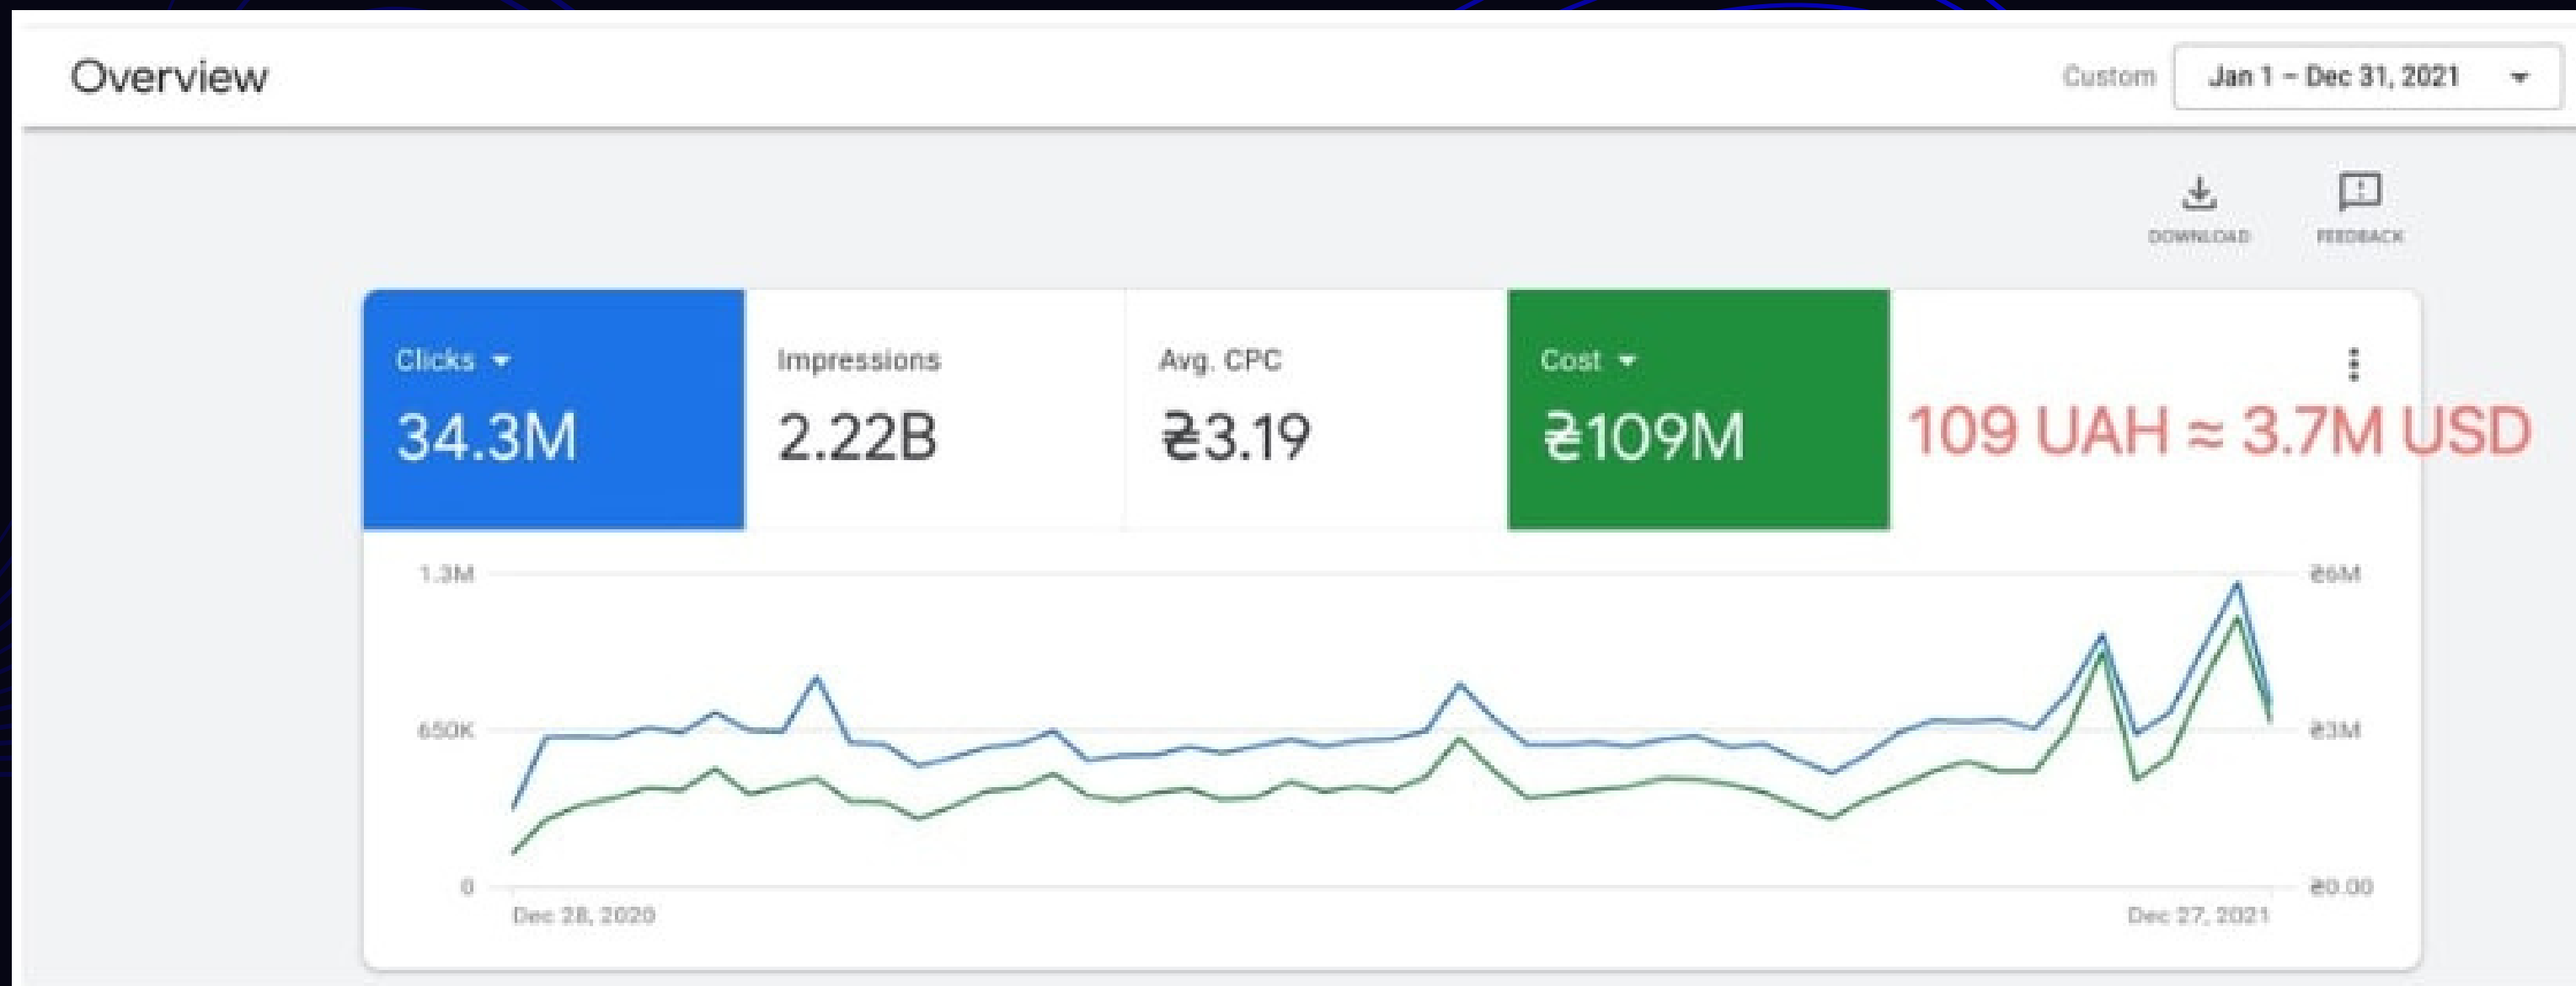 Overview
Custom
Jan 1 – Dec 31, 2021
DOWNLOAD
FEEDBACK
Clicks
Impressions
Avg. CPC
Cost
34.3M
2.22B
₴3.19
₴109M
109 UAH ≈ 3.7M USD
1.3M
₴6M
650K
₴3M
0
₴0.00
Dec 28, 2020
Dec 27, 2021